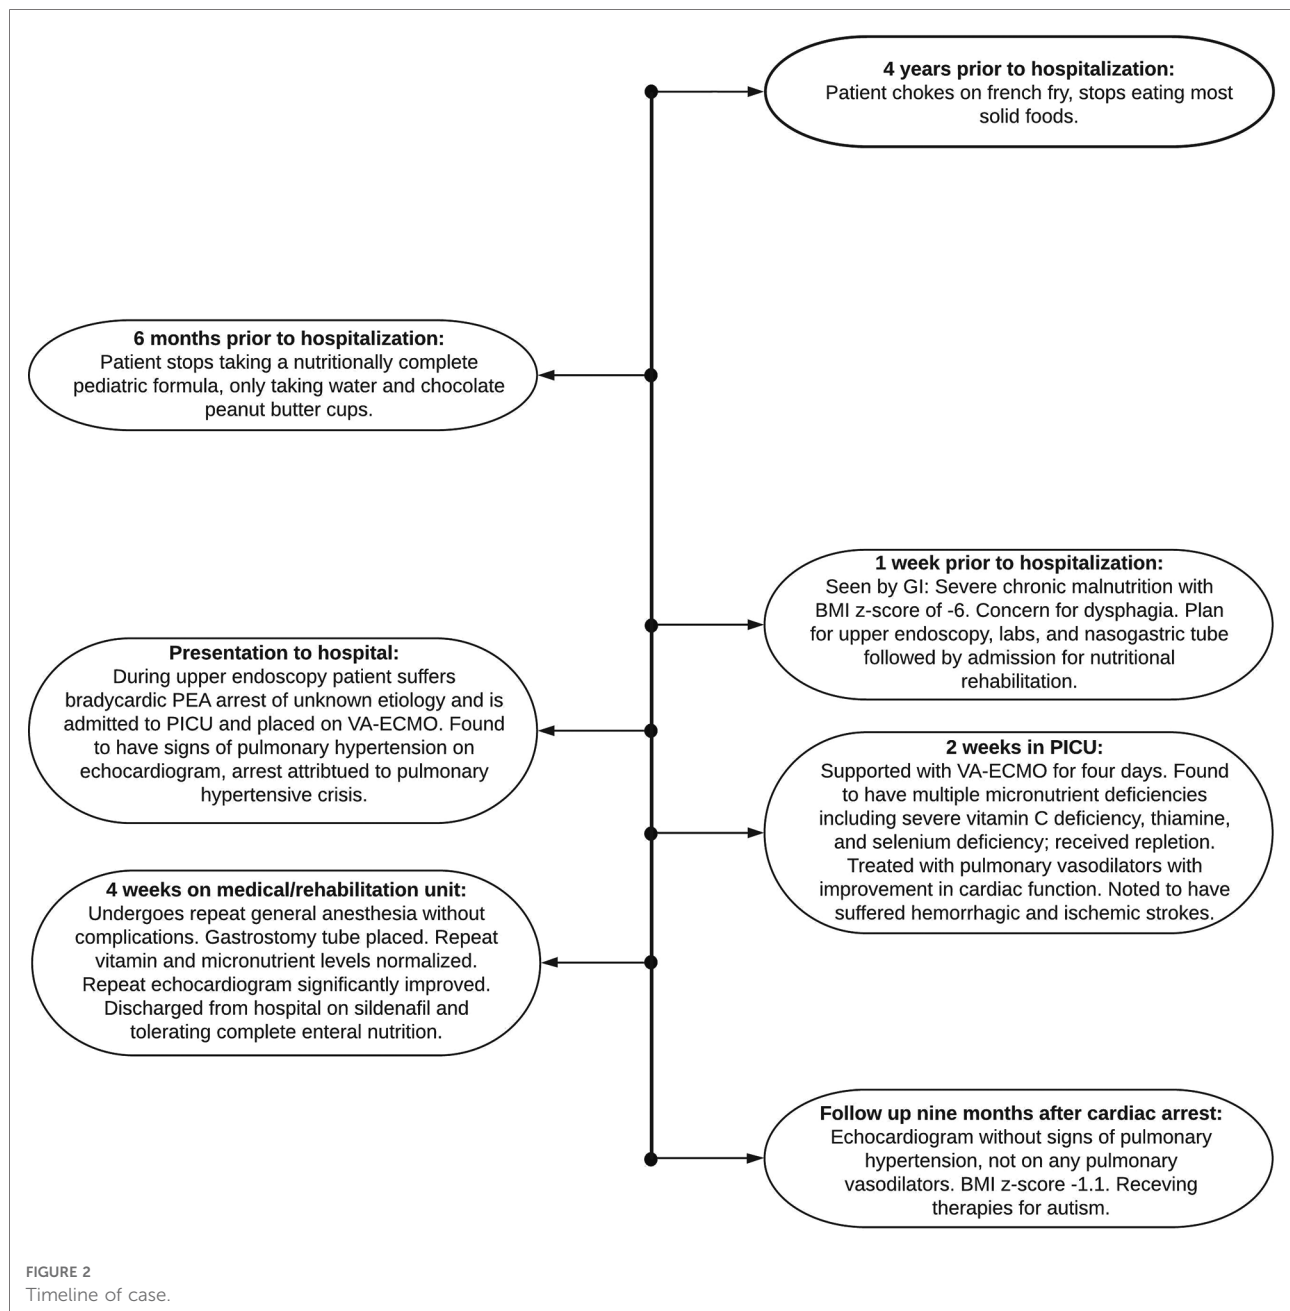 4 years prior to hospitalization:
Patient chokes on french fry, stops eating most
solid foods.
6 months prior to hospitalization:
Patient stops taking a nutritionally complete
pediatric formula, only taking water and chocolate
peanut butter cups.
1 week prior to hospitalization:
Seen by GI: Severe chronic malnutrition with
BMI z-score of -6. Concern for dysphagia. Plan
for upper endoscopy, labs, and nasogastric tube
followed by admission for nutritional
rehabilitation.
Presentation to hospital:
During upper endoscopy patient suffers
bradycardic PEA arrest of unknown etiology and is
admitted to PICU and placed on VA-ECMO. Found
to have signs of pulmonary hypertension on
echocardiogram, arrest attribtued to pulmonary
hypertensive crisis.
2 weeks in PICU:
Supported with VA-ECMO for four days. Found
to have multiple micronutrient deficiencies
including severe vitamin C deficiency, thiamine,
and selenium deficiency; received repletion.
Treated with pulmonary vasodilators with
improvement in cardiac function. Noted to have
suffered hemorrhagic and ischemic strokes.
4 weeks on medical/rehabilitation unit:
Undergoes repeat general anesthesia without
complications. Gastrostomy tube placed. Repeat
vitamin and micronutrient levels normalized.
Repeat echocardiogram significantly improved.
Discharged from hospital on sildenafil and
tolerating complete enteral nutrition.
Follow up nine months after cardiac arrest:
Echocardiogram without signs of pulmonary
hypertension, not on any pulmonary
vasodilators. BMI z-score -1.1. Receving
therapies for autism.
FIGURE 2
Timeline of case.